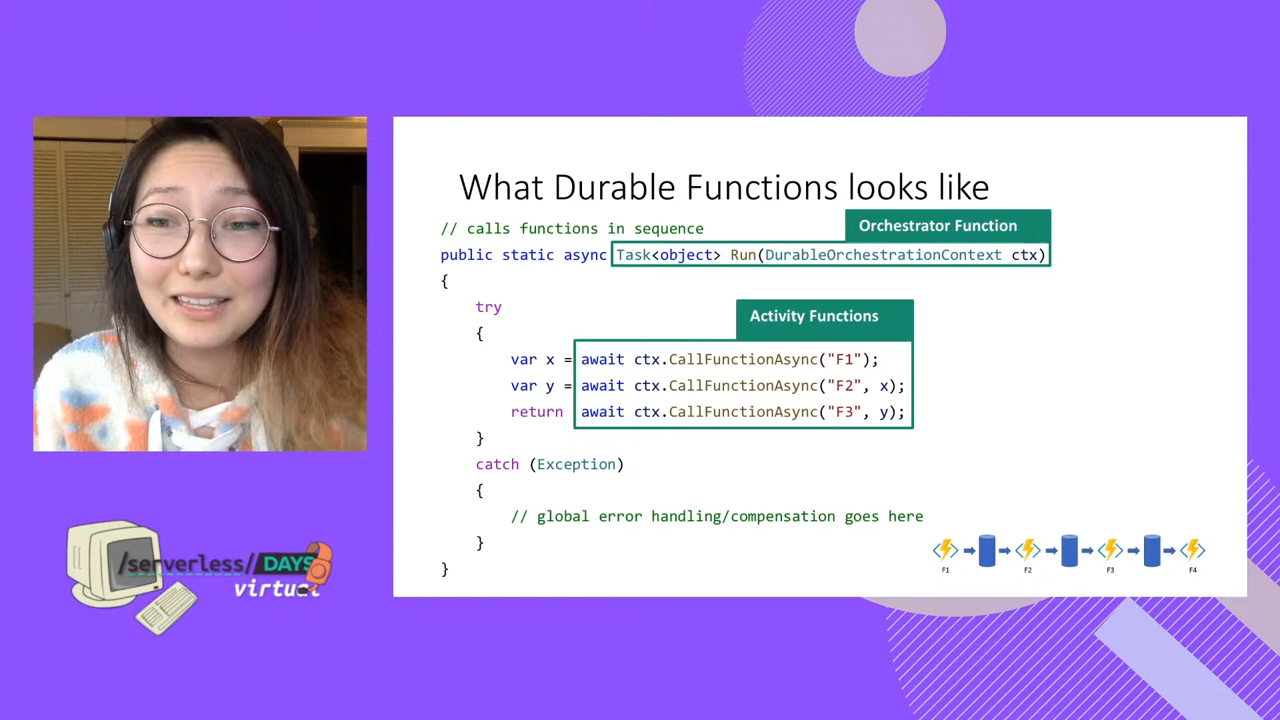 What Durable Functions looks like
// calls functions in sequence
Orchestrator Function
public static async Task<object> Run(DurableOrchestrationContext ctx)
{
try
{
Activity Functions
var x = await ctx.CallFunctionAsync("F1");
var y = await ctx.CallFunctionAsync("F2", x);
return await ctx.CallFunctionAsync("F3", y);
}
catch (Exception)
{
// global error handling/compensation goes here
}
}
F1 F2 F3 F4
/serverless/DAYS
virtual